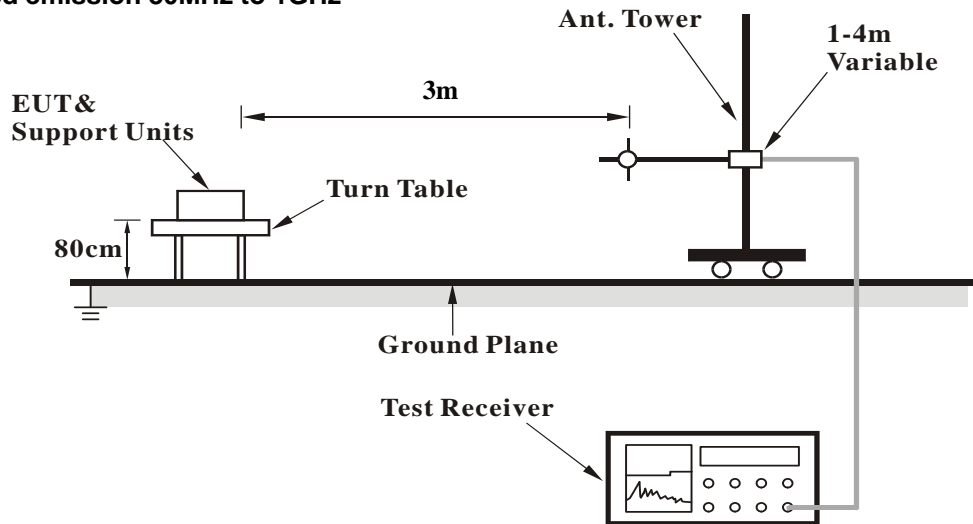 Ant. Tower
1-4m
Variable
3m
EUT&
Support Units
Turn Table
80cm
Ground Plane
Test Receiver